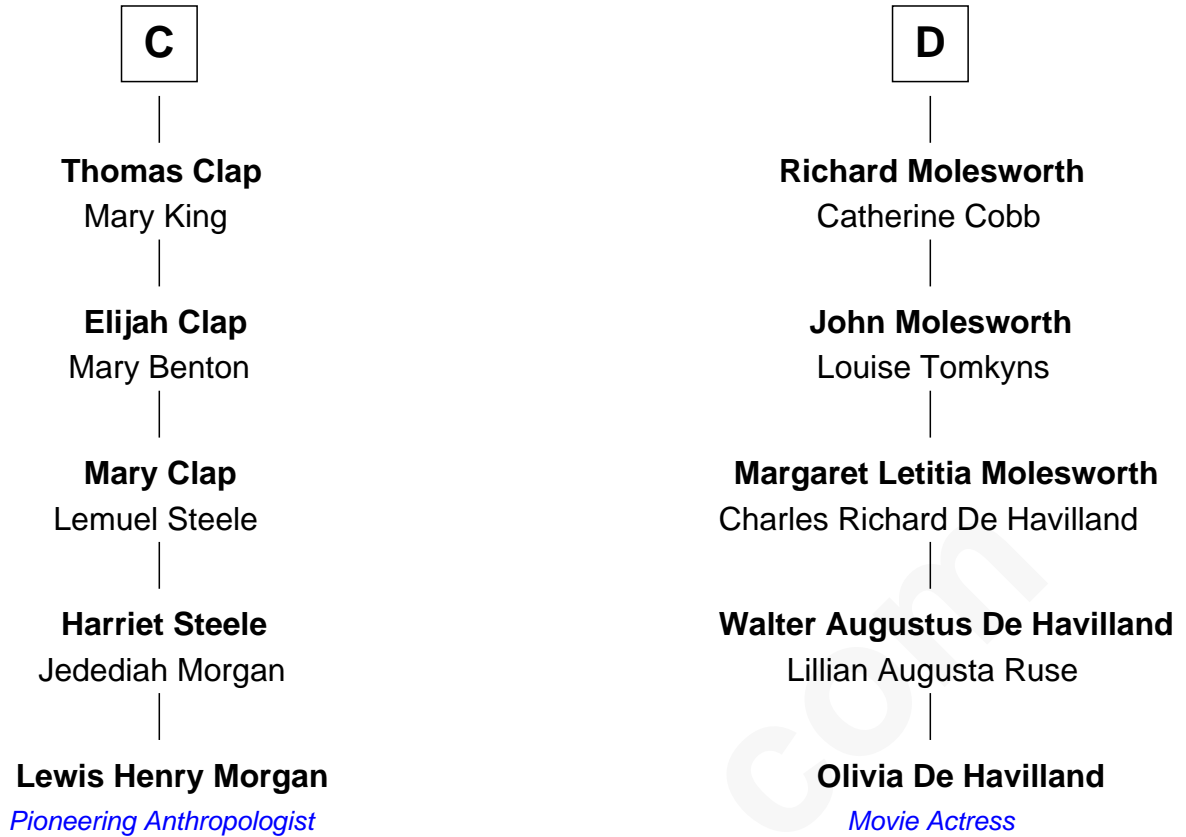 C
Thomas Clap
Mary King
Elijah Clap
Mary Benton
Mary Clap
Lemuel Steele
Harriet Steele
Jedediah Morgan
Lewis Henry Morgan
Pioneering Anthropologist
D
Richard Molesworth
Catherine Cobb
John Molesworth
Louise Tomkyns
Margaret Letitia Molesworth
Charles Richard De Havilland
Walter Augustus De Havilland
Lillian Augusta Ruse
Olivia De Havilland
Movie Actress
com